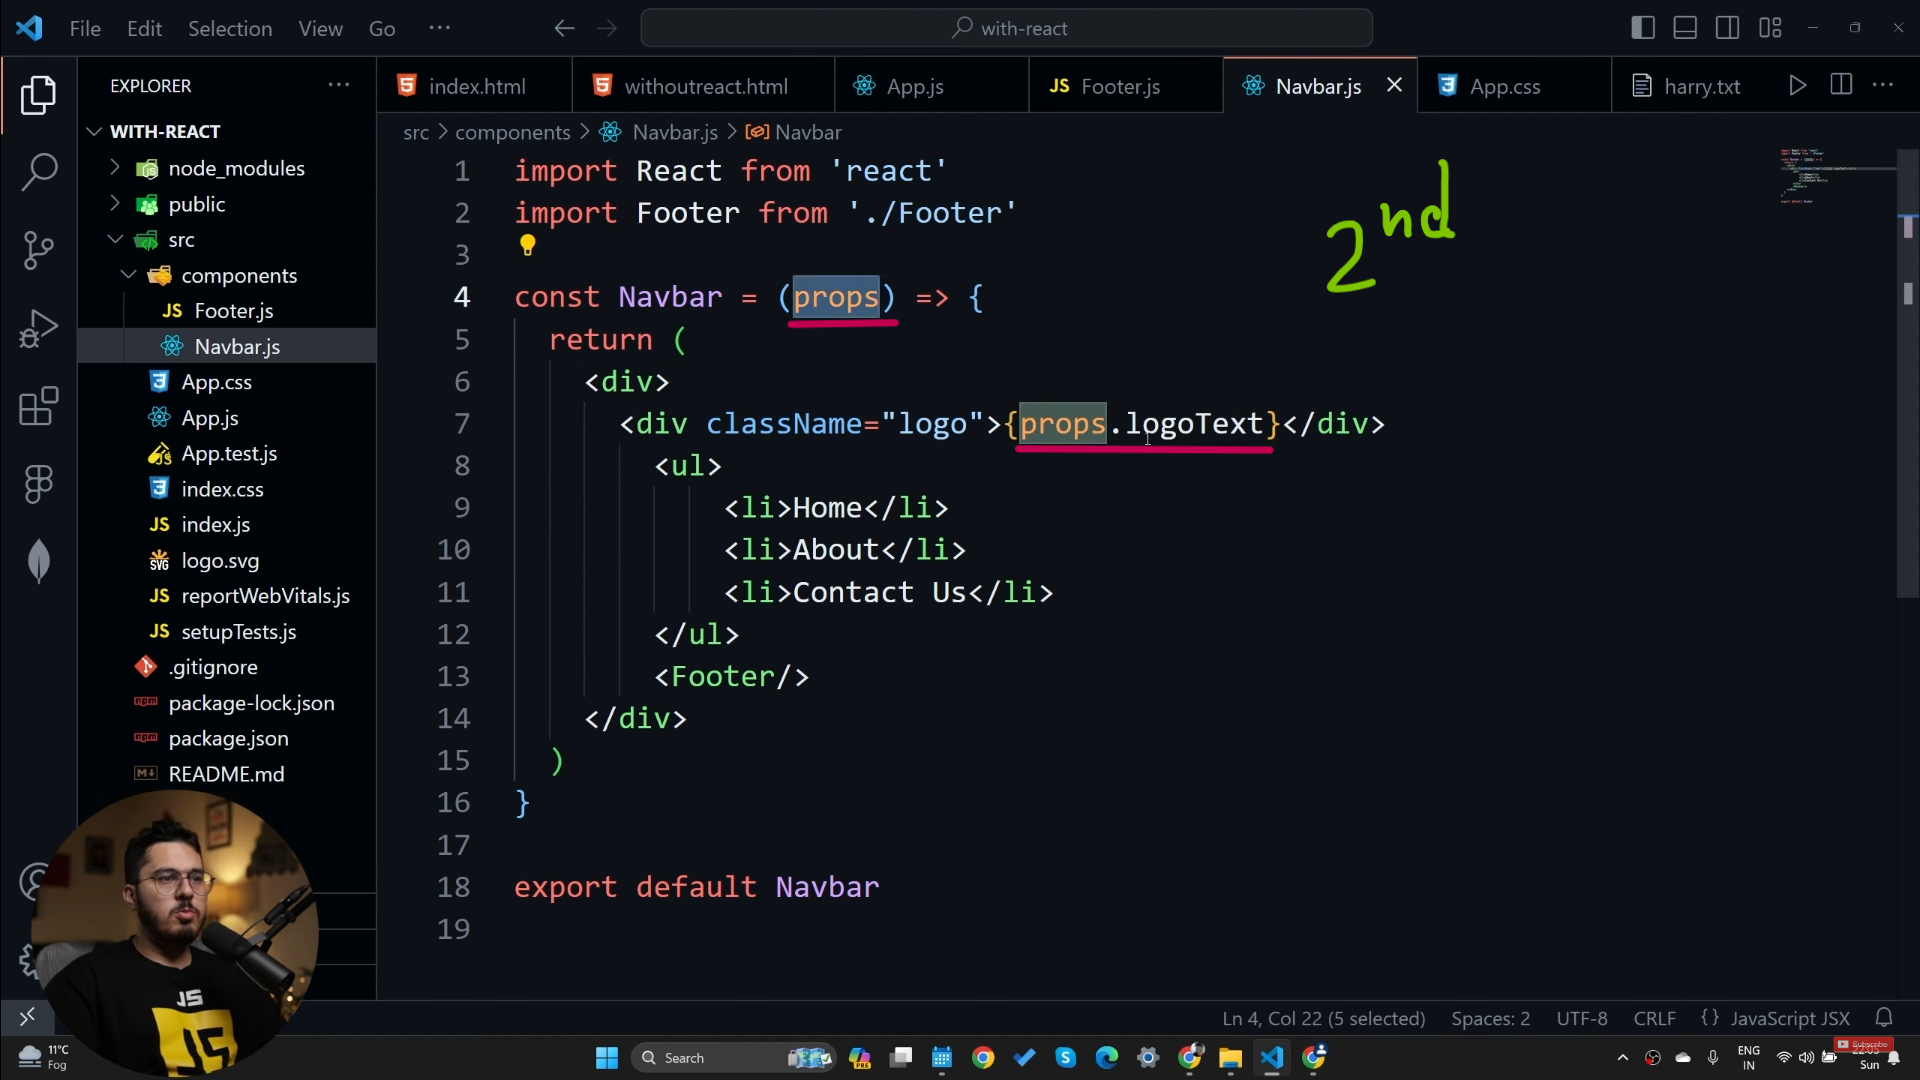 File Edit Selection View Go ··· with-react
EXPLORER ···
index.html withoutreact.html App.js JS Footer.js Navbar.js App.css harry.txt ···
WITH-REACT
node_modules
public
src
components
JS Footer.js
Navbar.js
App.css
App.js
App.test.js
index.css
JS index.js
SVG logo.svg
JS reportWebVitals.js
JS setupTests.js
.gitignore
npm package-lock.json
npm package.json
README.md
src > components > Navbar.js > Navbar
1 import React from 'react'
2 import Footer from './Footer'
3
4 const Navbar = (props) => {
5 return (
6 <div>
7 <div className="logo">{props.logoText}</div>
8 <ul>
9 <li>Home</li>
10 <li>About</li>
11 <li>Contact Us</li>
12 </ul>
13 <Footer/>
14 </div>
15 )
16 }
17
18 export default Navbar
19
2nd
JS
JS
Ln 4, Col 22 (5 selected) Spaces: 2 UTF-8 CRLF {} JavaScript JSX
11°C
Fog
Search
PRE
ENG
IN
Subscribe
Sun